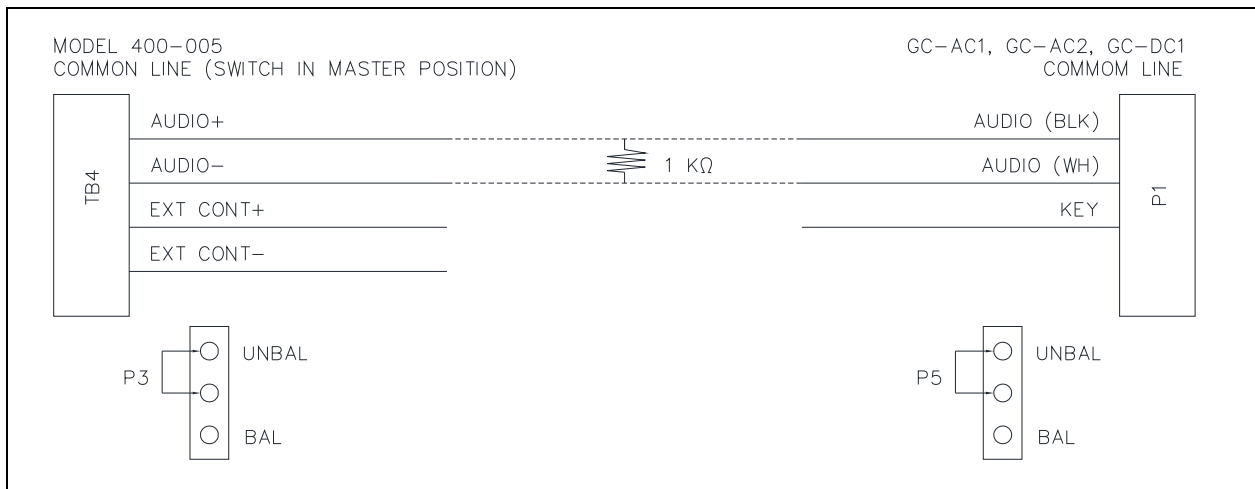 MODEL 400-005
COMMON LINE (SWITCH IN MASTER POSITION)
GC-AC1, GC-AC2, GC-DC1
COMMOM LINE
TB4
AUDIO+
AUDIO-
EXT CONT+
EXT CONT-
1 KΩ
AUDIO (BLK)
AUDIO (WH)
KEY
P1
P3
UNBAL
BAL
P5
UNBAL
BAL